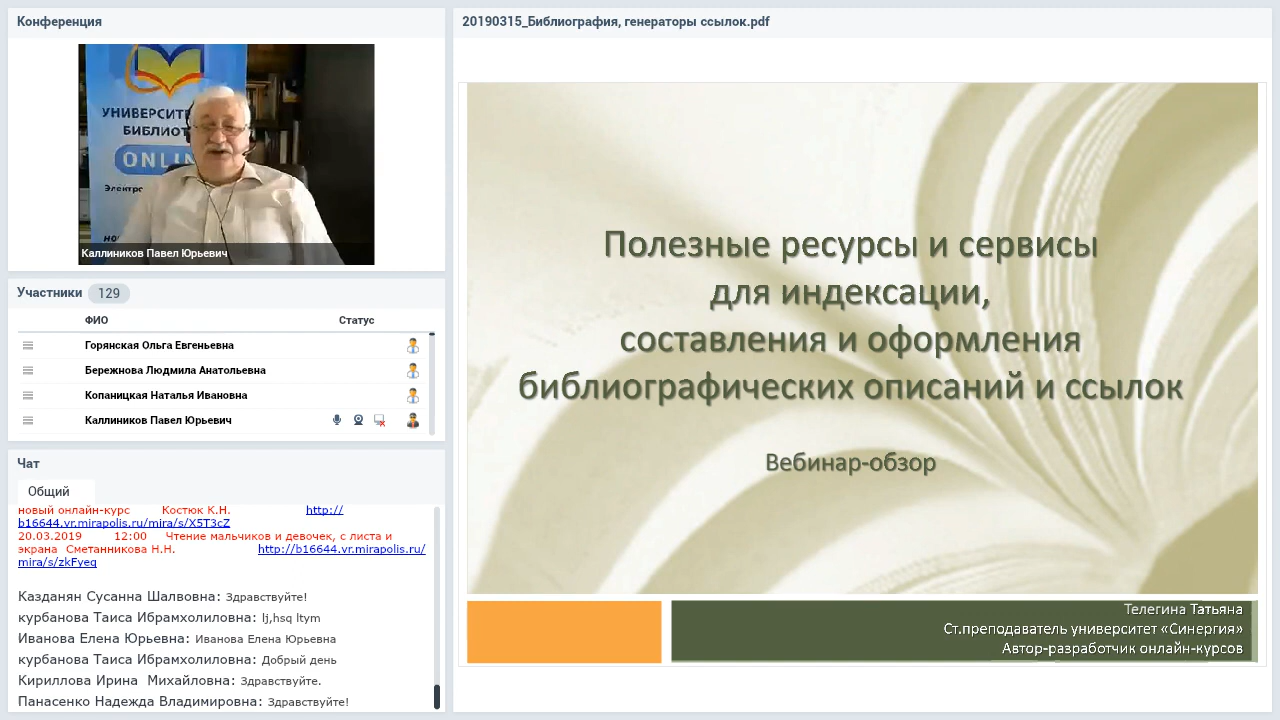 Конференция
УНИВЕРСИТЕ
БИБЛИОТ
ONLIN
Электро
Каллиников Павел Юрьевич
Участники 129
ФИО Статус
Горянская Ольга Евгеньевна
Бережнова Людмила Анатольевна
Копаницкая Наталья Ивановна
Каллиников Павел Юрьевич
Чат
Общий
новый онлайн-курс Костюк К.Н. http://
b16644.vr.mirapolis.ru/mira/s/X5T3cZ
20.03.2019 12:00 Чтение мальчиков и девочек, с листа и
экрана Сметанникова Н.Н. http://b16644.vr.mirapolis.ru/
mira/s/zkFyeq
Казданян Сусанна Шалвовна: Здравствуйте!
курбанова Таиса Ибрамхолиловна: lj,hsq ltym
Иванова Елена Юрьевна: Иванова Елена Юрьевна
курбанова Таиса Ибрамхолиловна: Добрый день
Кириллова Ирина Михайловна: Здравствуйте.
Панасенко Надежда Владимировна: Здравствуйте!
20190315_Библиография, генераторы ссылок.pdf
Полезные ресурсы и сервисы
для индексации,
составления и оформления
библиографических описаний и ссылок
Вебинар-обзор
Телегина Татьяна
Ст.преподаватель университет «Синергия»
Автор-разработчик онлайн-курсов